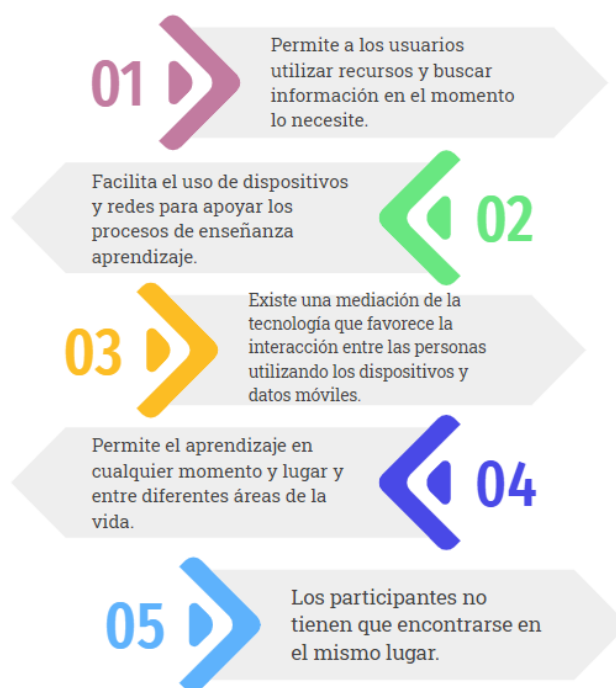 01
Permite a los usuarios
utilizar recursos y buscar
información en el momento
lo necesite.
Facilita el uso de dispositivos
y redes para apoyar los
procesos de enseñanza
aprendizaje.
02
03
Existe una mediación de la
tecnología que favorece la
interacción entre las personas
utilizando los dispositivos y
datos móviles.
Permite el aprendizaje en
cualquier momento y lugar y
entre diferentes áreas de la
vida.
04
05
Los participantes no
tienen que encontrarse en
el mismo lugar.